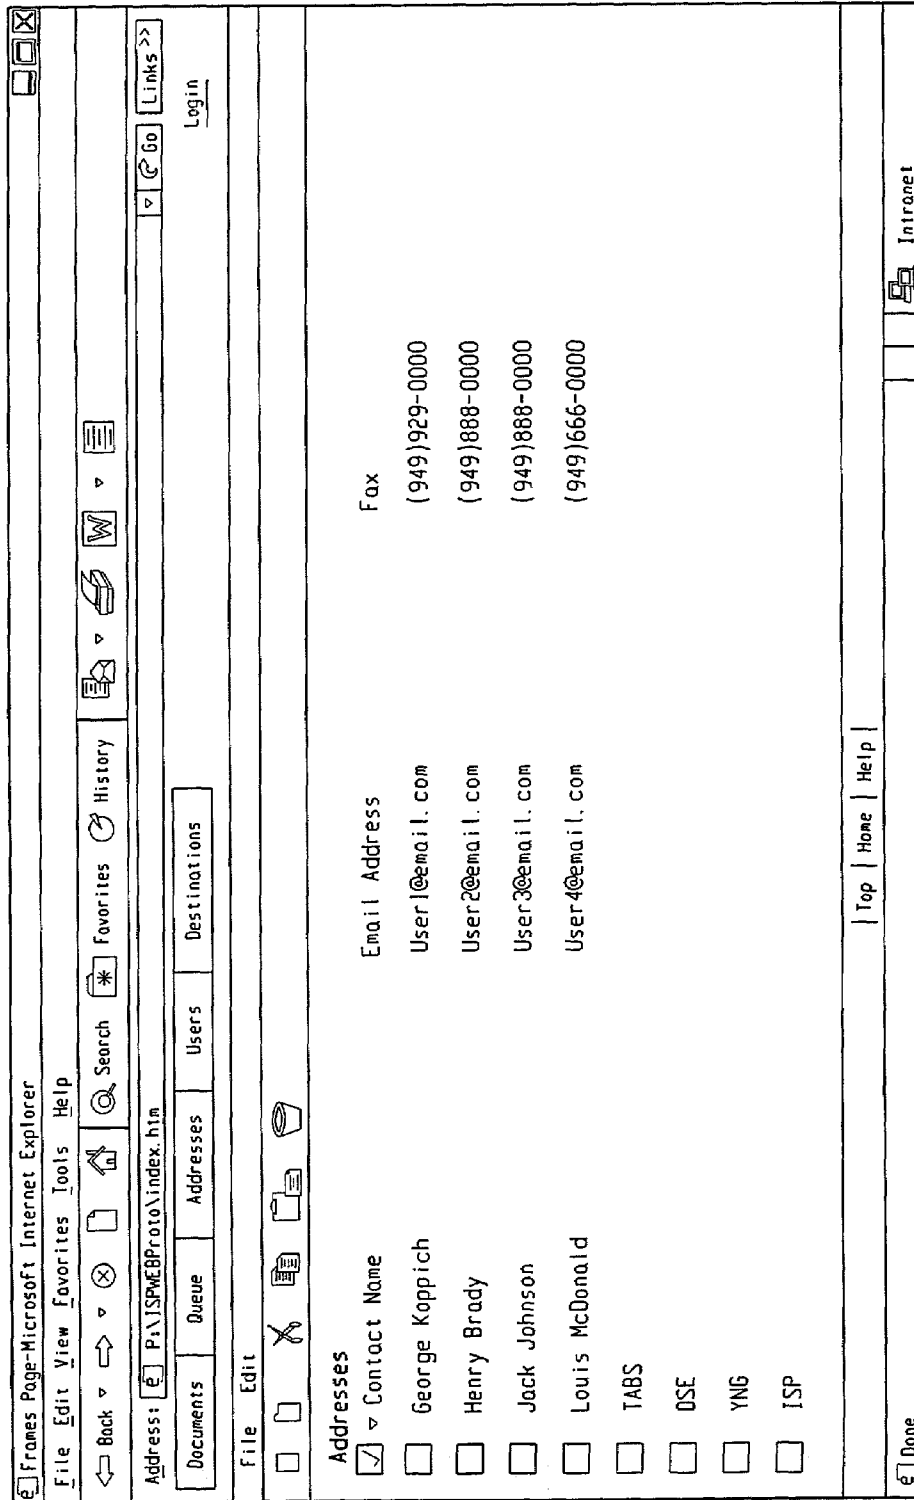 Frames Page-Microsoft Internet Explorer
File Edit View Favorites Tools Help
Back Search Favorites History W
Address: P:\ISPWEBProto\index.htm Go Links >>
Documents Queue Addresses Users Destinations Login
File Edit
Addresses
Contact Name Email Address Fax
George Koppich User1@email.com (949)929-0000
Henry Brady User2@email.com (949)888-0000
Jack Johnson User3@email.com (949)888-0000
Louis McDonald User4@email.com (949)666-0000
TABS
DSE
YNG
ISP
| Top | Home | Help |
Done Intranet